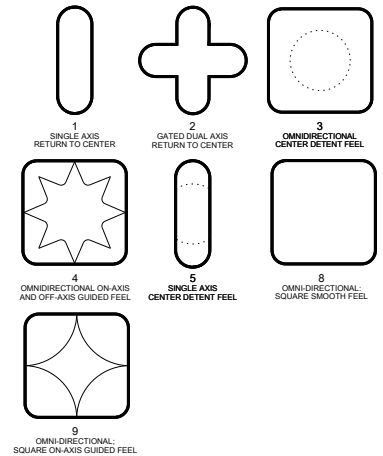 1
SINGLE AXIS
RETURN TO CENTER
2
GATED DUAL AXIS
RETURN TO CENTER
3
OMNIDIRECTIONAL
CENTER DETENT FEEL
4
OMNIDIRECTIONAL ON-AXIS
AND OFF-AXIS GUIDED FEEL
5
SINGLE AXIS
CENTER DETENT FEEL
8
OMNI-DIRECTIONAL:
SQUARE SMOOTH FEEL
9
OMNI-DIRECTIONAL;
SQUARE ON-AXIS GUIDED FEEL